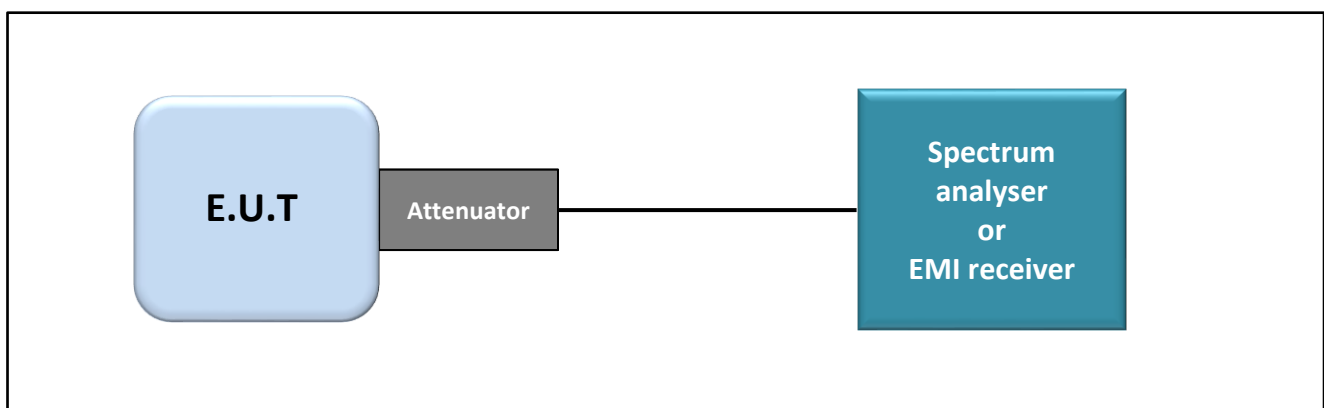 E.U.T
Attenuator
Spectrum
analyser
or
EMI receiver